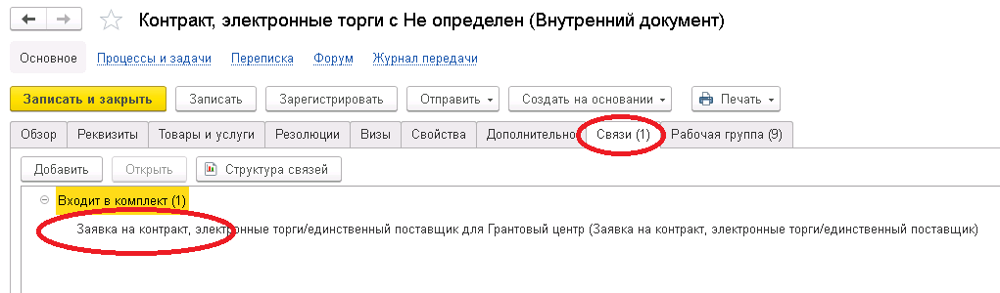 Контракт, электронные торги с Не определен (Внутренний документ)
Основное Процессы и задачи Переписка Форум Журнал передачи
Записать и закрыть Записать Зарегистрировать Отправить Создать на основании Печать
Обзор Реквизиты Товары и услуги Резолюции Визы Свойства Дополнительно Связи (1) Рабочая группа (9)
Добавить Открыть Структура связей
Входит в комплект (1)
Заявка на контракт, электронные торги/единственный поставщик для Грантовый центр (Заявка на контракт, электронные торги/единственный поставщик)